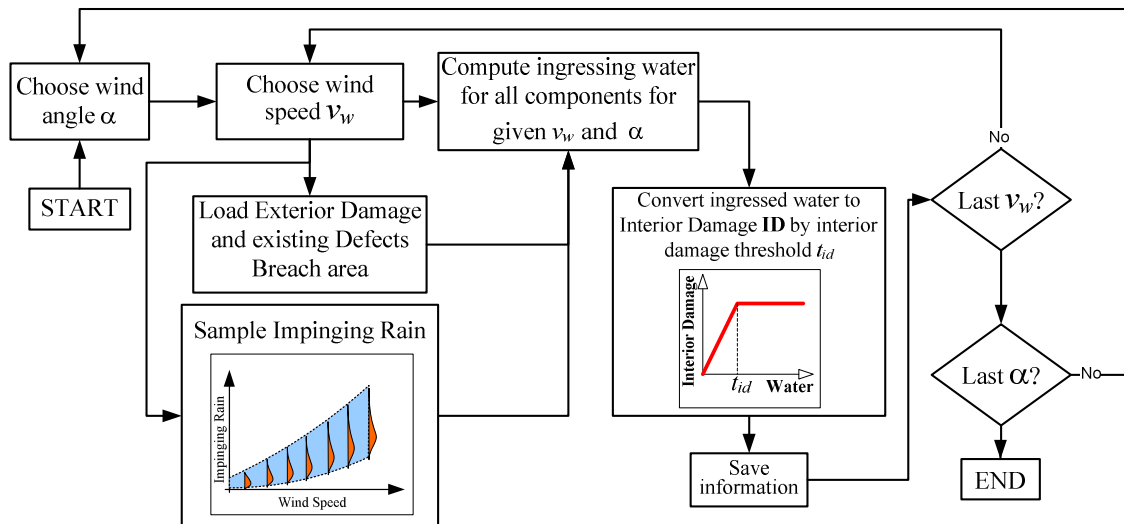 Choose wind
angle α
START
Choose wind
speed v_w
Compute ingressing water
for all components for
given v_w and α
Load Exterior Damage
and existing Defects
Breach area
Sample Impinging Rain
Impinging Rain
Wind Speed
Convert ingressed water to
Interior Damage ID by interior
damage threshold t_id
Interior Damage
t_id
Water
Save
information
No
Last v_w?
Last α?
No
END